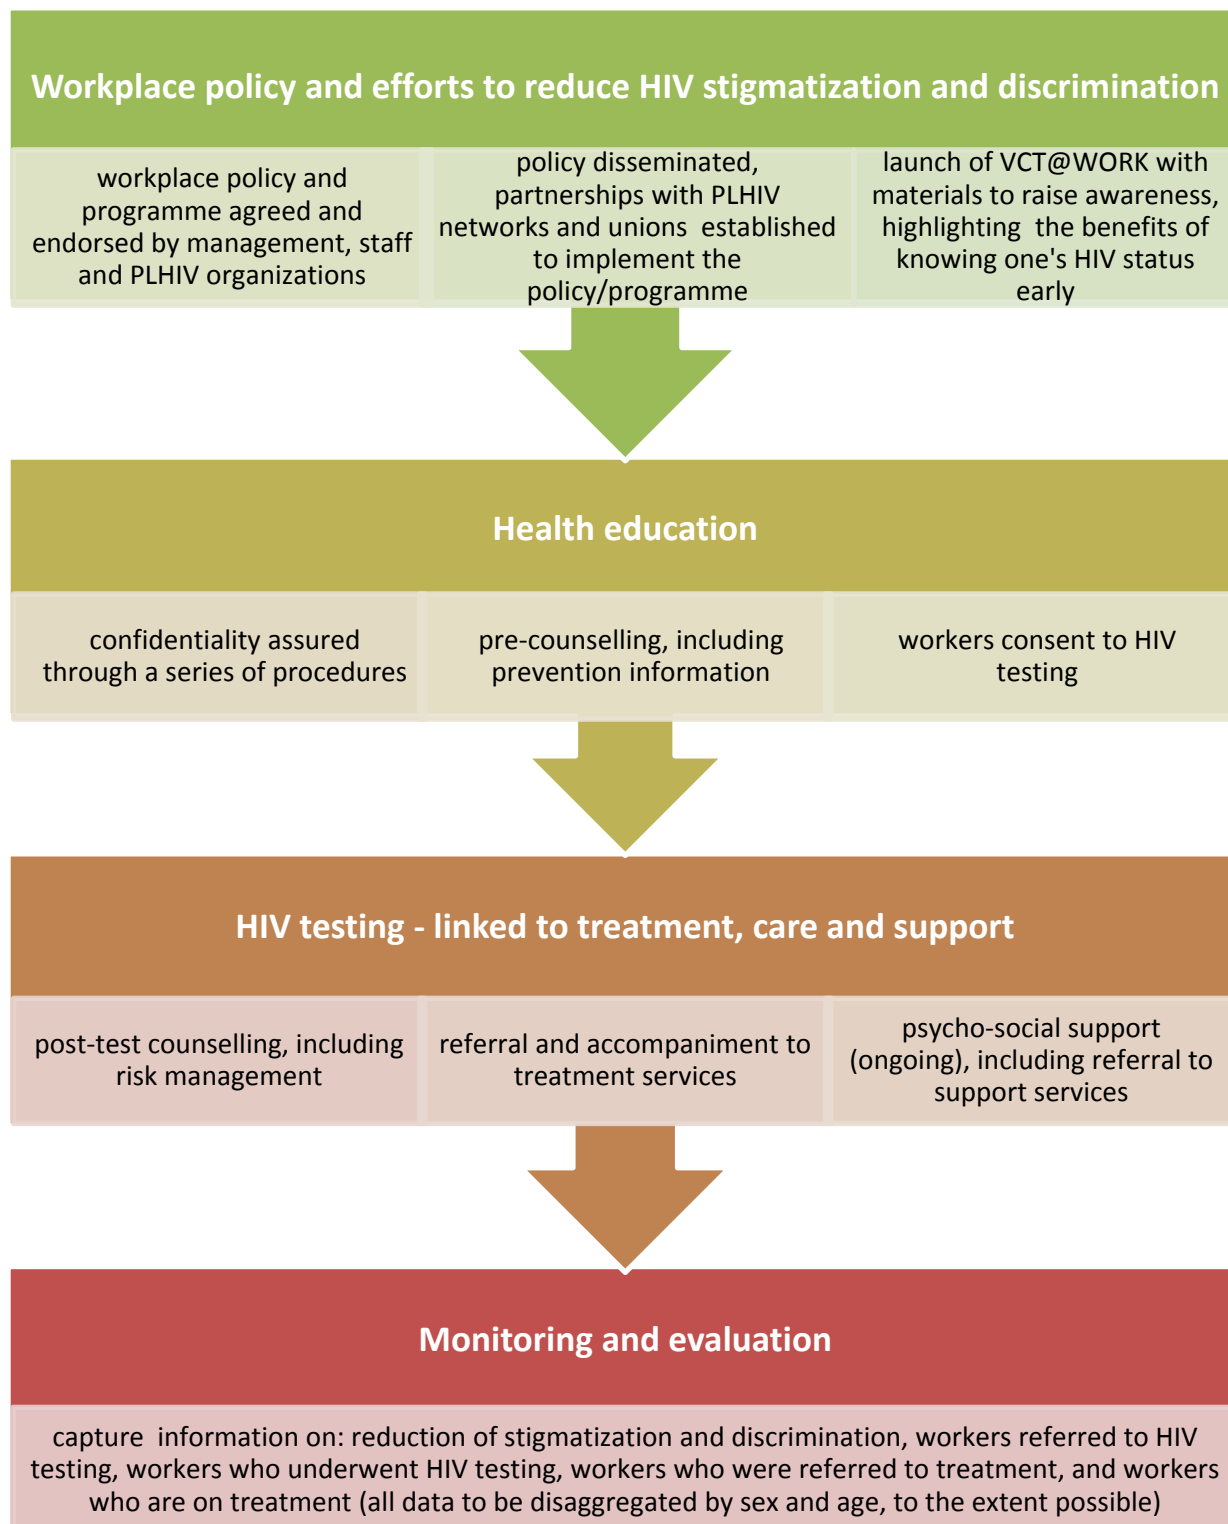 Workplace policy and efforts to reduce HIV stigmatization and discrimination
workplace policy and
programme agreed and
endorsed by management, staff
and PLHIV organizations
policy disseminated,
partnerships with PLHIV
networks and unions  established
to implement the
policy/programme
launch of VCT@WORK with
materials to raise awareness,
highlighting  the benefits of
knowing one's HIV status
early
Health education
confidentiality assured
through a series of procedures
pre-counselling, including
prevention information
workers consent to HIV
testing
HIV testing - linked to treatment, care and support
post-test counselling, including
risk management
referral and accompaniment to
treatment services
psycho-social support
(ongoing), including referral to
support services
Monitoring and evaluation
capture  information on: reduction of stigmatization and discrimination, workers referred to HIV
testing, workers who underwent HIV testing, workers who were referred to treatment, and workers
who are on treatment (all data to be disaggregated by sex and age, to the extent possible)